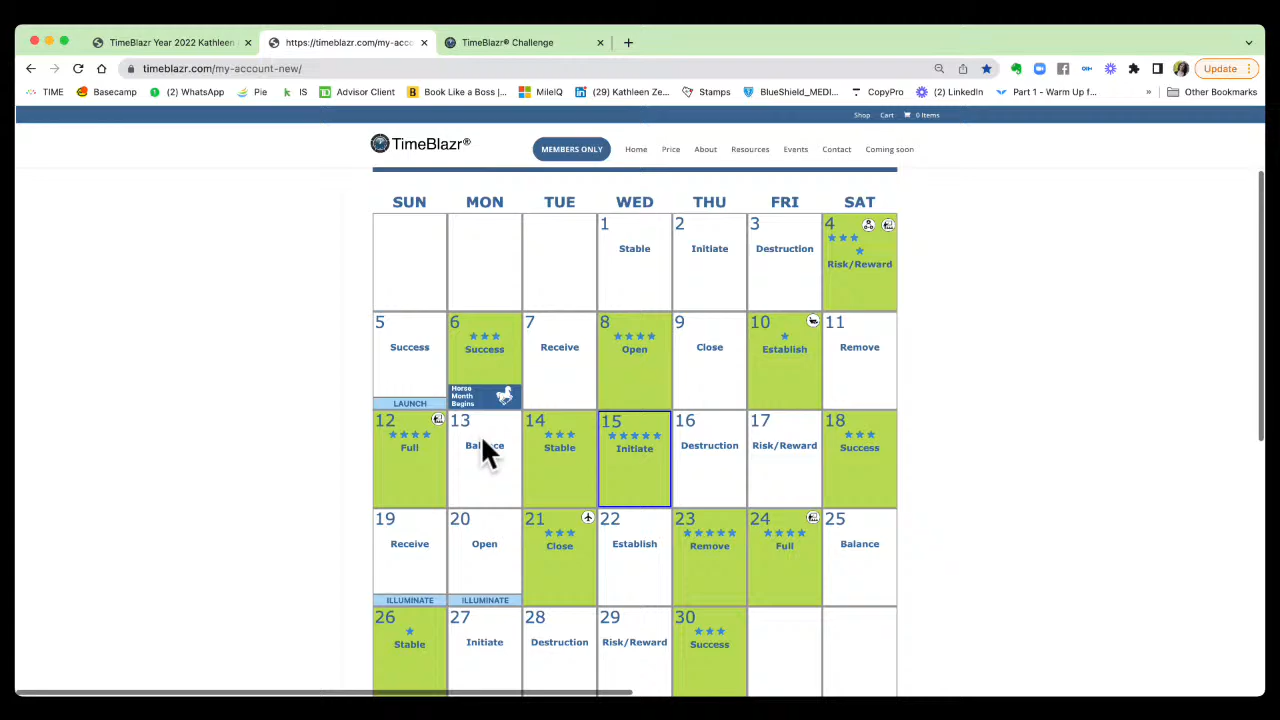 TimeBlazr Year 2022 Kathleen
https://timeblazr.com/my-acco
TimeBlazr® Challenge
timeblazr.com/my-account-new/
Update
TIME
Basecamp
(2) WhatsApp
Pie
IS
Advisor Client
Book Like a Boss |...
MileIQ
(29) Kathleen Ze...
Stamps
BlueShield_MEDI...
CopyPro
(2) LinkedIn
Part 1 - Warm Up f...
»
Other Bookmarks
Shop Cart 0 Items
TimeBlazr®
MEMBERS ONLY Home Price About Resources Events Contact Coming soon
SUN MON TUE WED THU FRI SAT
1 2 3 4
Stable Initiate Destruction Risk/Reward
5 6 7 8 9 10 11
Success Success Receive Open Close Establish Remove
LAUNCH
Horse
Month
Begins
12 13 14 15 16 17 18
Full Balance Stable Initiate Destruction Risk/Reward Success
19 20 21 22 23 24 25
Receive Open Close Establish Remove Full Balance
ILLUMINATE ILLUMINATE
26 27 28 29 30
Stable Initiate Destruction Risk/Reward Success